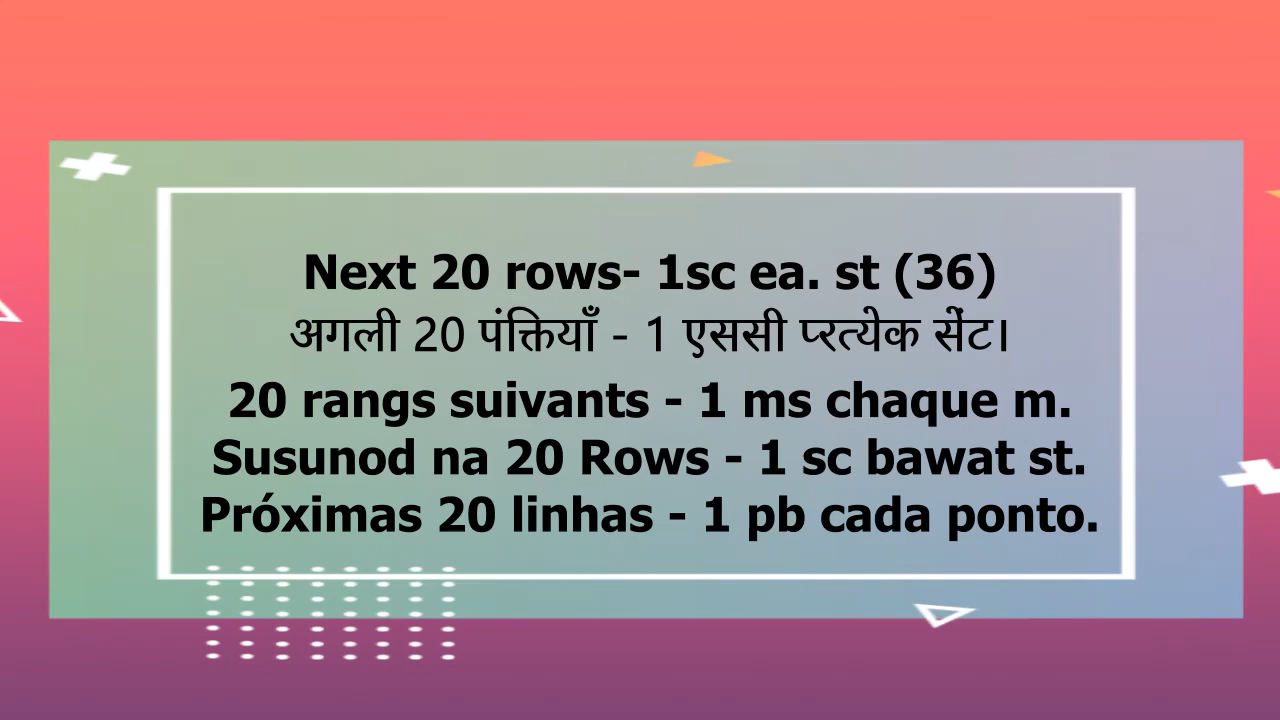 Next 20 rows- 1sc ea. st (36)
अगली 20 पंक्तियाँ - 1 एससी प्रत्येक सेंट।
20 rangs suivants - 1 ms chaque m.
Susunod na 20 Rows - 1 sc bawat st.
Próximas 20 linhas - 1 pb cada ponto.